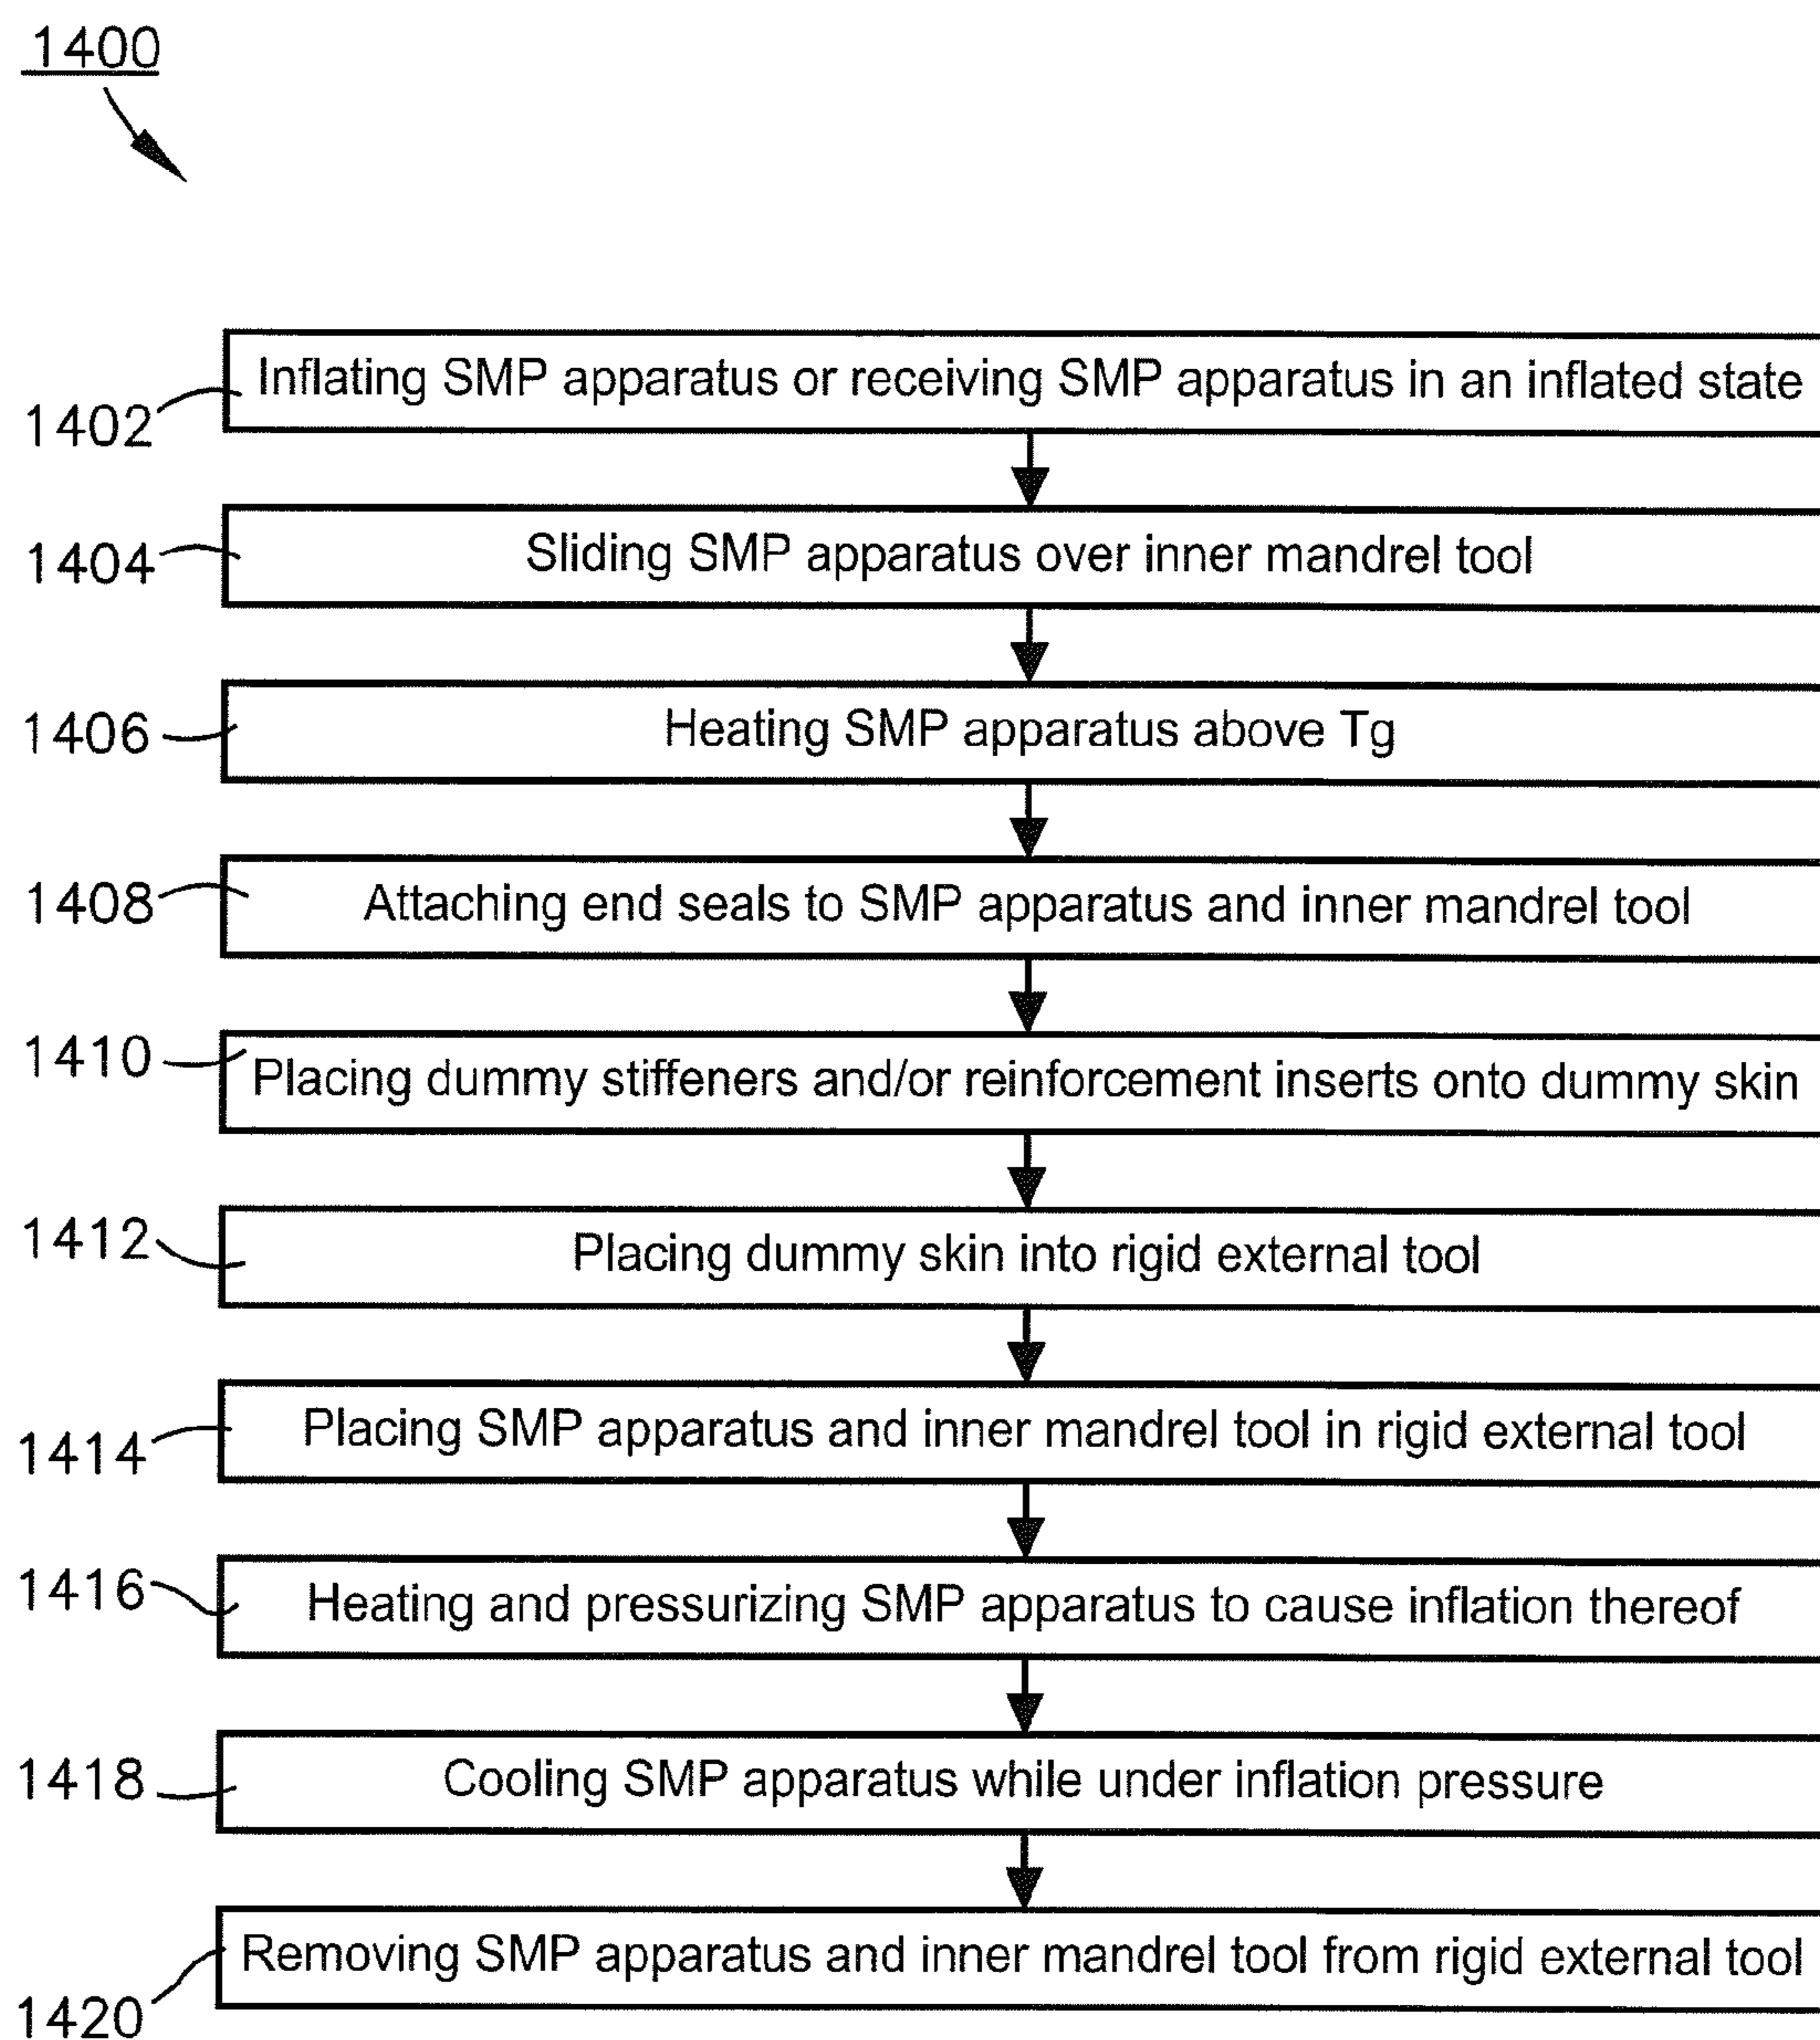 1400
Inflating SMP apparatus or receiving SMP apparatus in an inflated state
1402
Sliding SMP apparatus over inner mandrel tool
1404
Heating SMP apparatus above Tg
1406
Attaching end seals to SMP apparatus and inner mandrel tool
1408
Placing dummy stiffeners and/or reinforcement inserts onto dummy skin
1410
Placing dummy skin into rigid external tool
1412
Placing SMP apparatus and inner mandrel tool in rigid external tool
1414
Heating and pressurizing SMP apparatus to cause inflation thereof
1416
Cooling SMP apparatus while under inflation pressure
1418
Removing SMP apparatus and inner mandrel tool from rigid external tool
1420